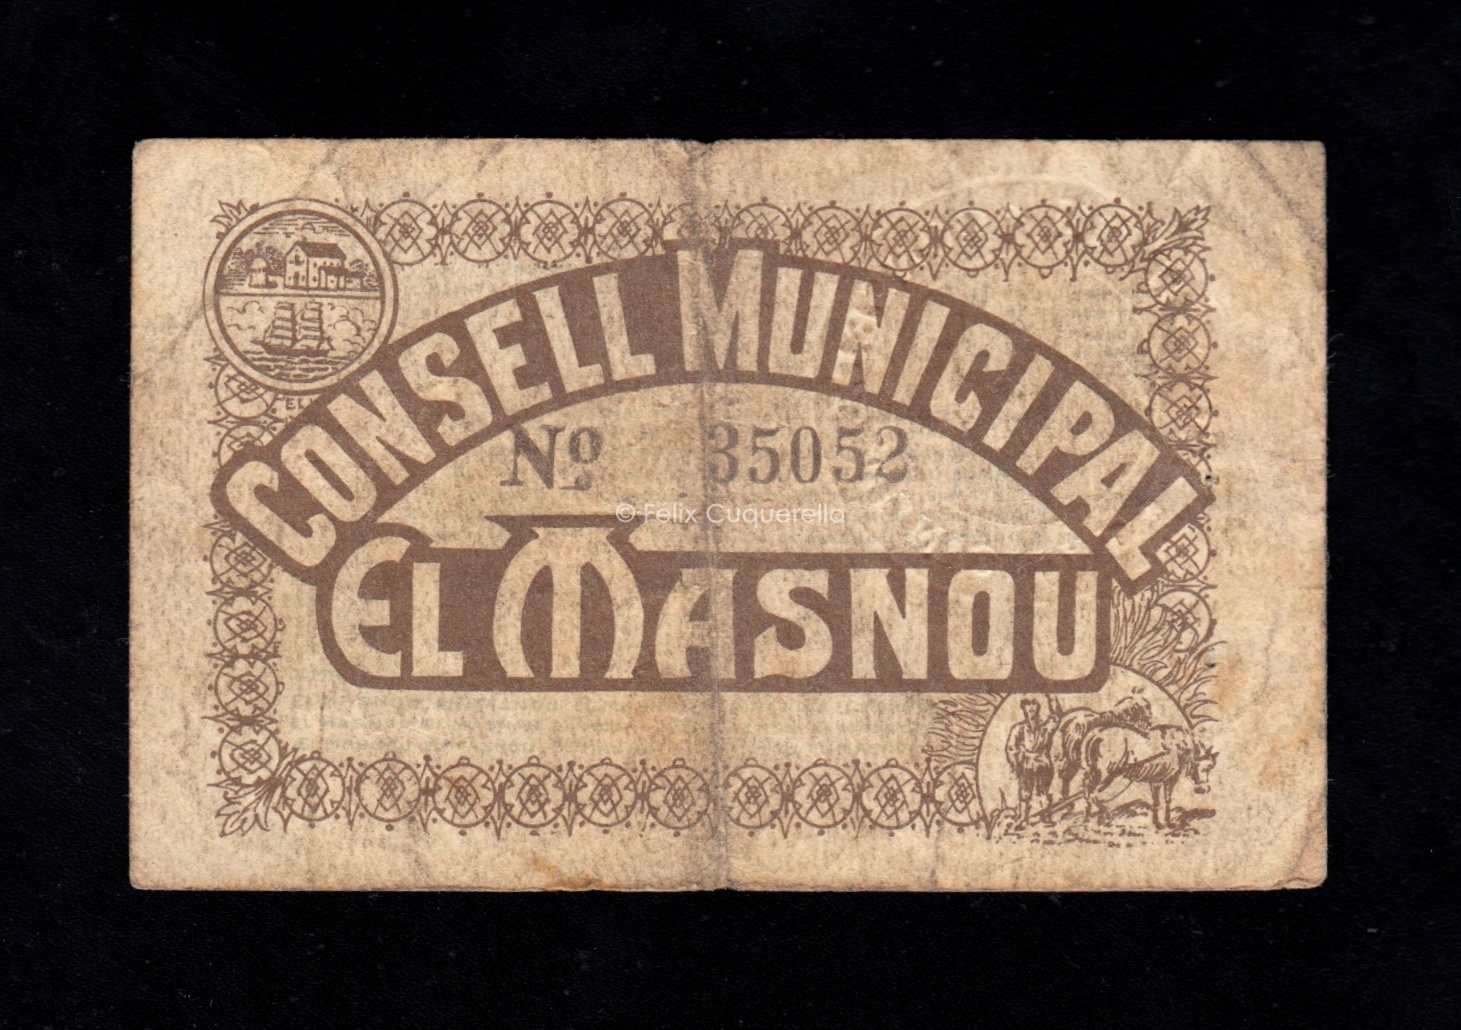 CONSELL MUNICIPAL
No 35052
© Fèlix Cuquerella
EL MASNOU